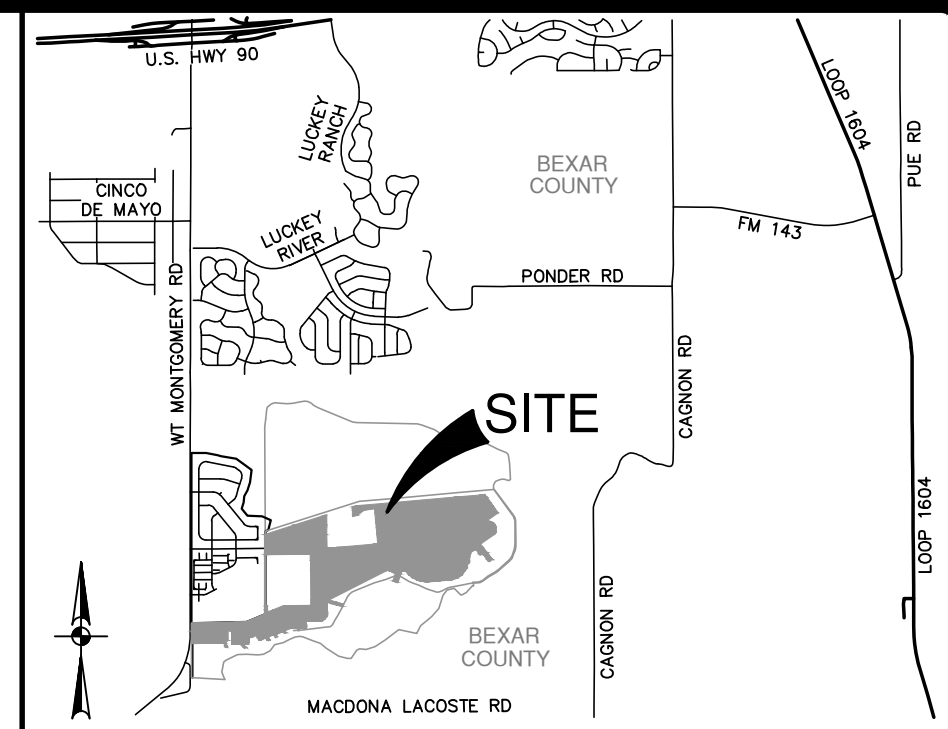 U.S. HWY 90
LOOP 1604
PUE RD
LUCKEY
RANCH
BEXAR
COUNTY
CINCO
DE MAYO
LUCKEY
RIVER
FM 143
PONDER RD
WT MONTGOMERY RD
CAGNON RD
SITE
LOOP 1604
CAGNON RD
BEXAR
COUNTY
MACDONA LACOSTE RD